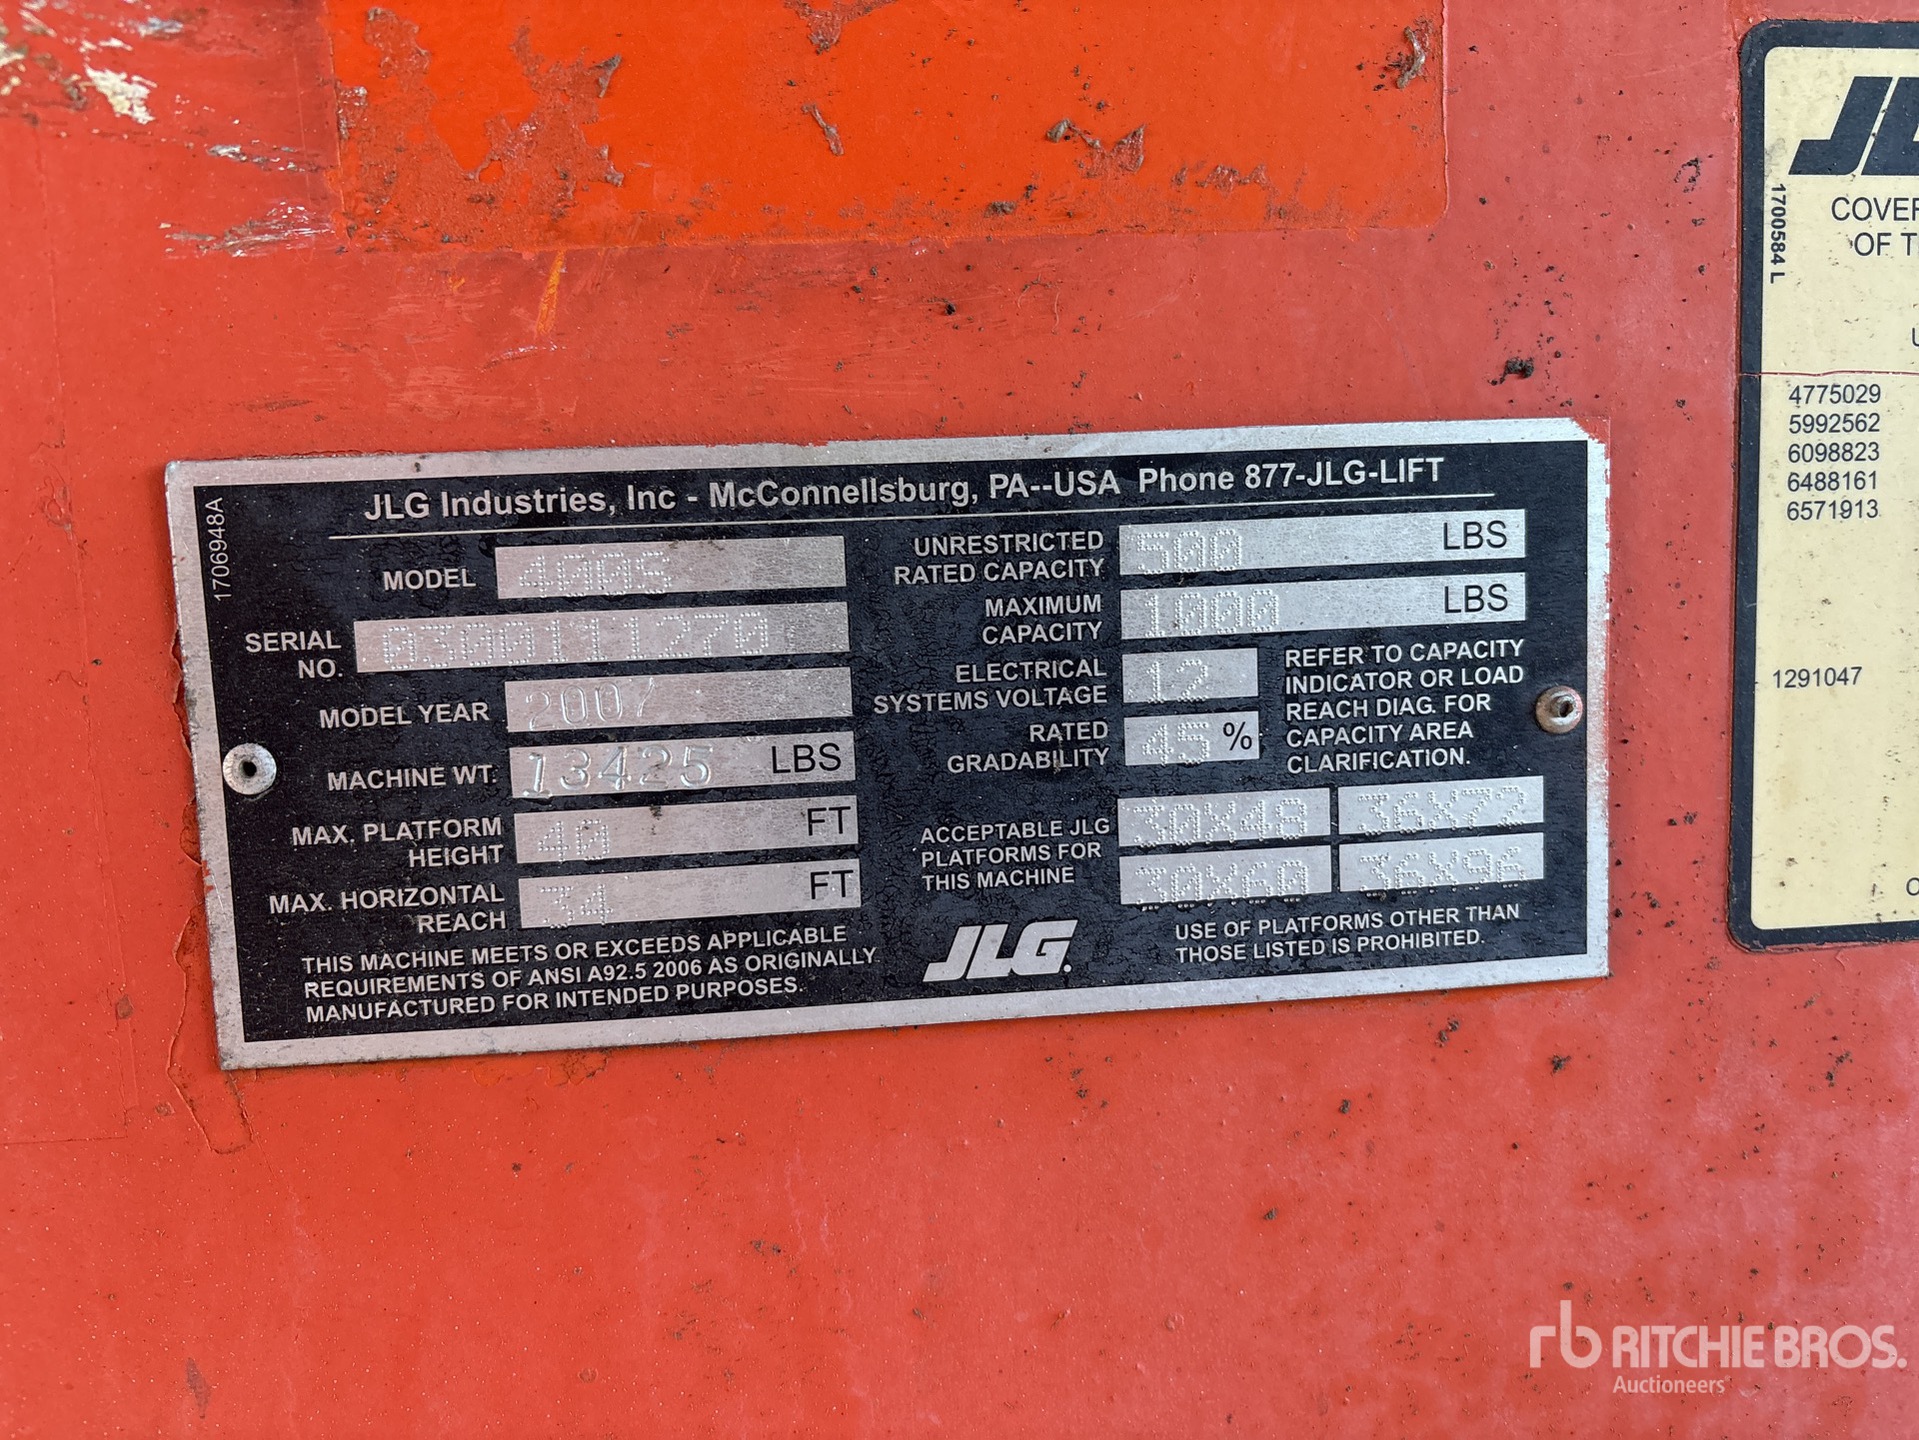 JLG Industries, Inc - McConnellsburg, PA--USA Phone 877-JLG-LIFT
1706948A
MODEL 400S
SERIAL NO. 0300111270
MODEL YEAR 2007
MACHINE WT. 13425 LBS
MAX. PLATFORM
HEIGHT 40 FT
MAX. HORIZONTAL
REACH 34 FT
THIS MACHINE MEETS OR EXCEEDS APPLICABLE
REQUIREMENTS OF ANSI A92.5 2006 AS ORIGINALLY
MANUFACTURED FOR INTENDED PURPOSES.
UNRESTRICTED
RATED CAPACITY 500 LBS
MAXIMUM
CAPACITY 1000 LBS
ELECTRICAL
SYSTEMS VOLTAGE 12
RATED
GRADABILITY 45 %
REFER TO CAPACITY
INDICATOR OR LOAD
REACH DIAG. FOR
CAPACITY AREA
CLARIFICATION.
ACCEPTABLE JLG
PLATFORMS FOR
THIS MACHINE
30X48 36X72
30X60 36X96
JLG.
USE OF PLATFORMS OTHER THAN
THOSE LISTED IS PROHIBITED.
1700584 L
OF
4775029
5992562
6098823
6488161
6571913
1291047
rb RITCHIE BROS.
Auctioneers